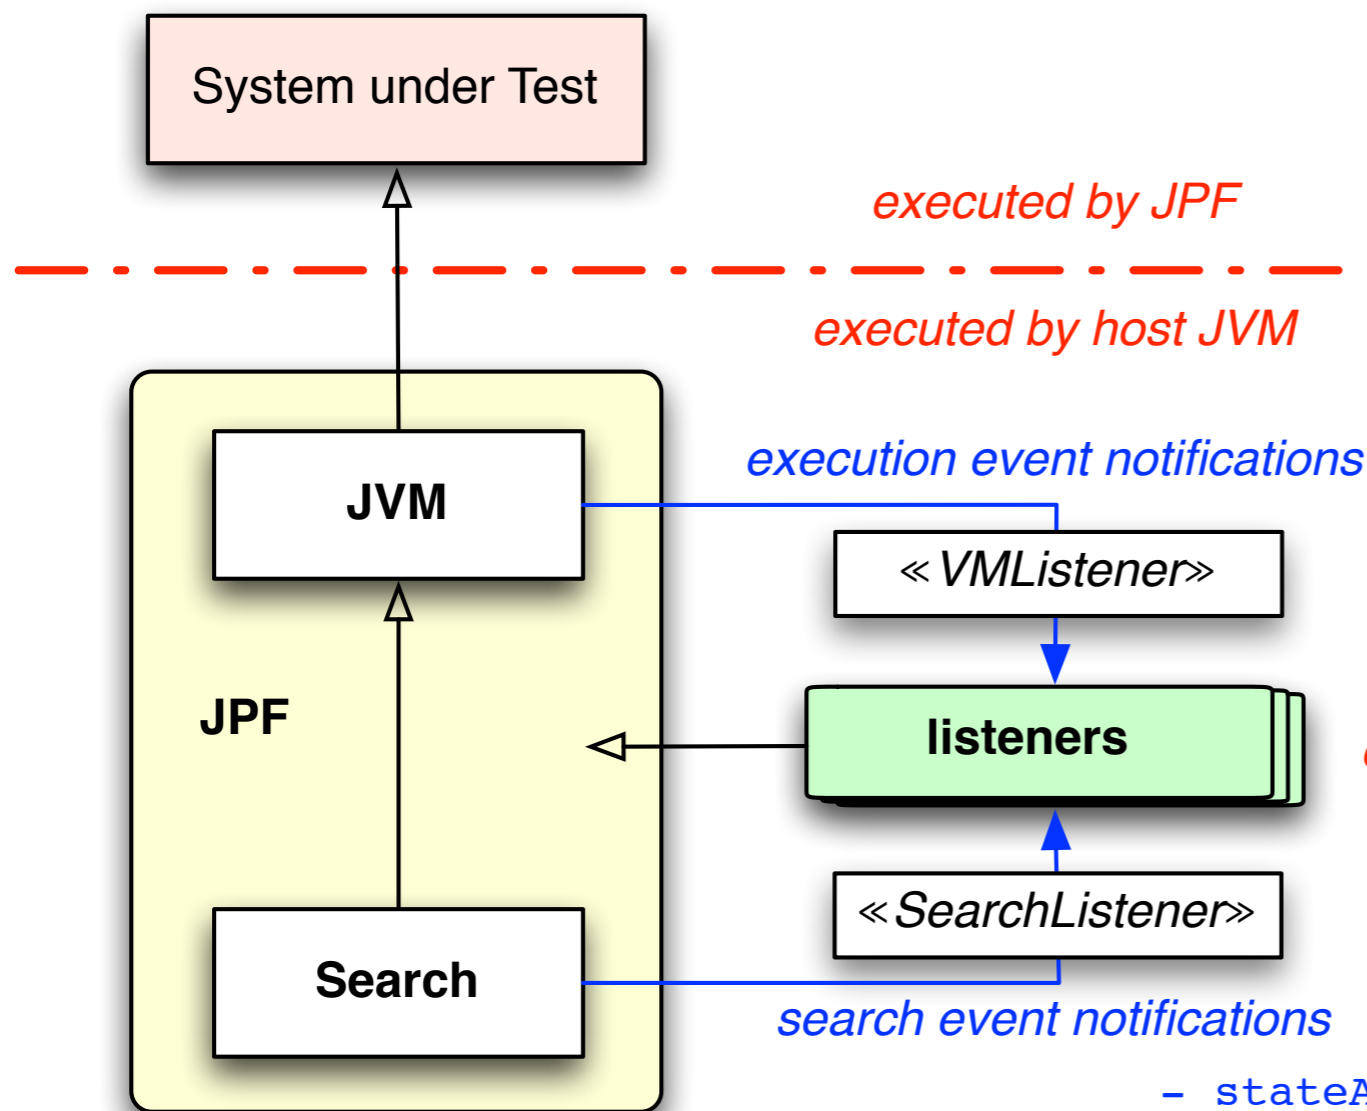 System under Test
executed by JPF
executed by host JVM
execution event notifications
JVM
«VMListener»
JPF
listeners
«SearchListener»
Search
search event notifications